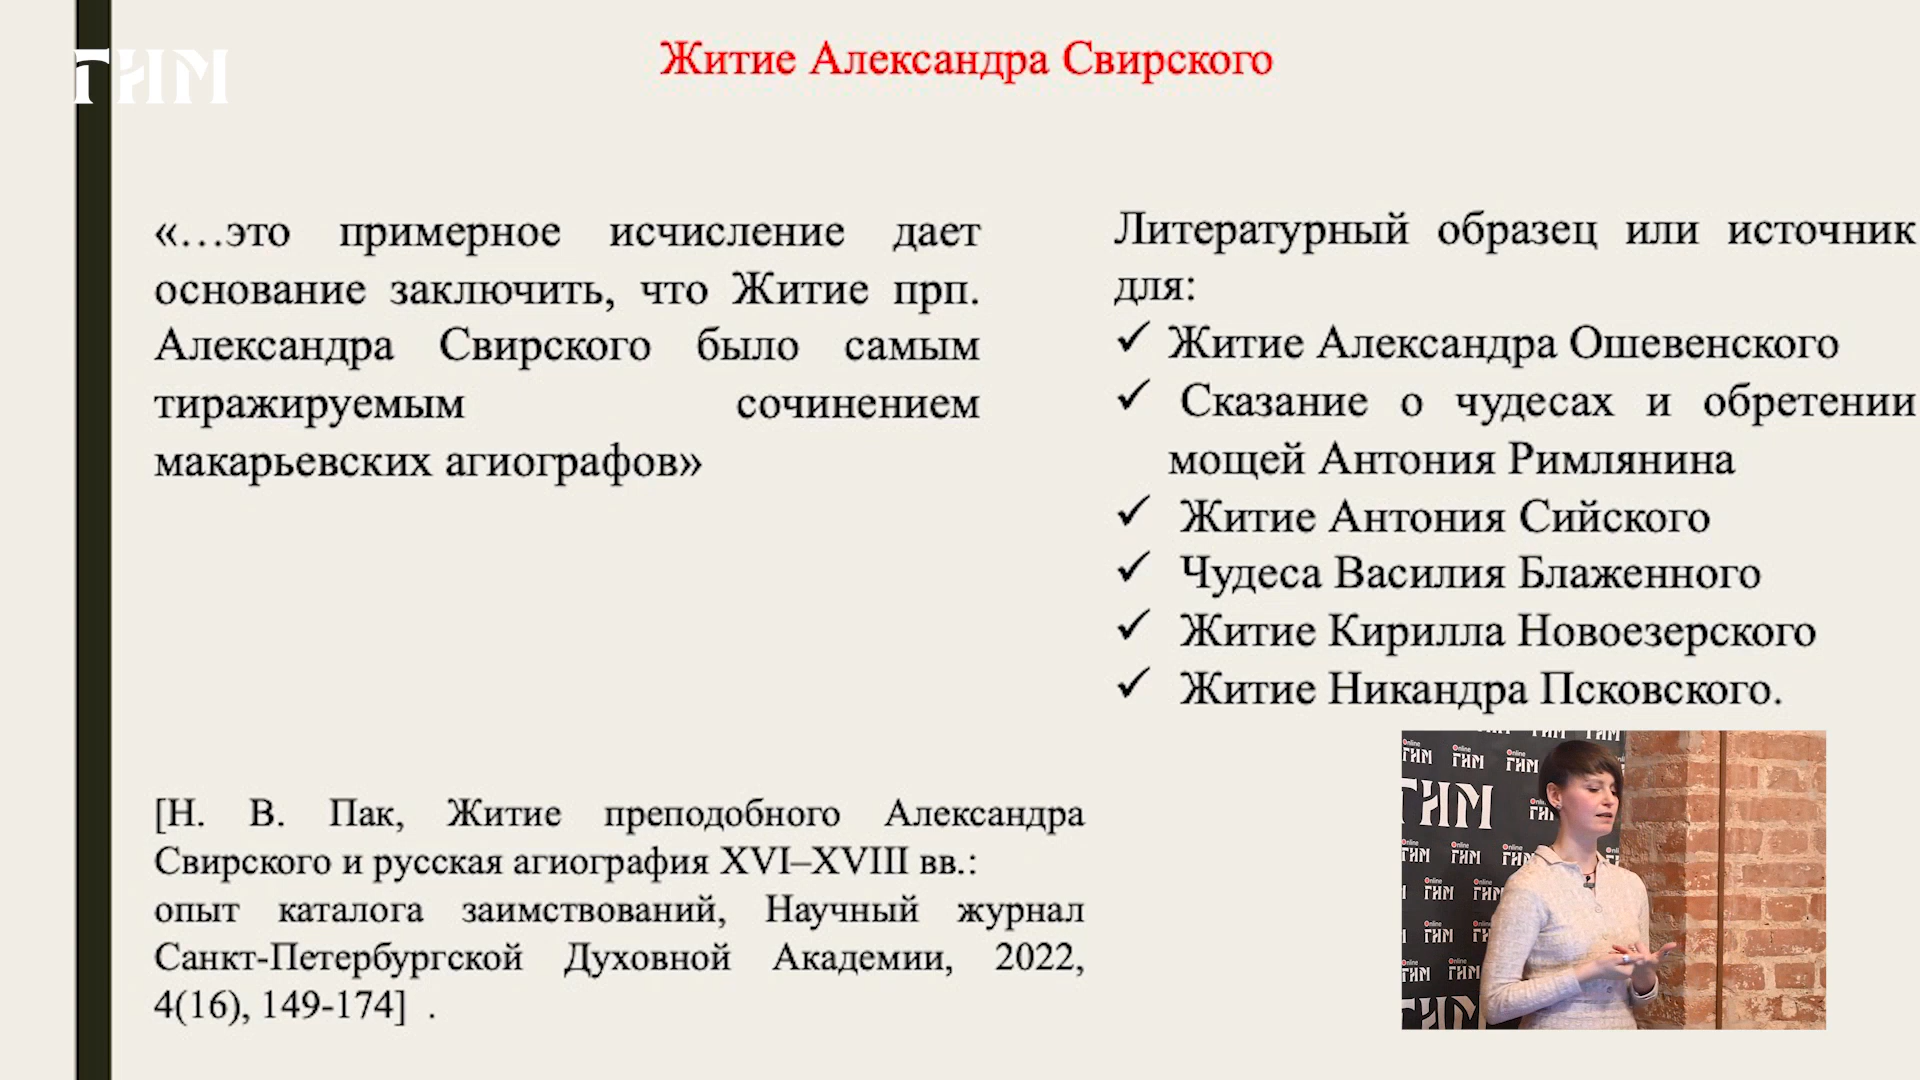 ГИМ
Житие Александра Свирского
«…это примерное исчисление дает
основание заключить, что Житие прп.
Александра Свирского было самым
тиражируемым сочинением
макарьевских агиографов»
[Н. В. Пак, Житие преподобного Александра
Свирского и русская агиография XVI–XVIII вв.:
опыт каталога заимствований, Научный журнал
Санкт-Петербургской Духовной Академии, 2022,
4(16), 149-174] .
Литературный образец или источник
для:
✓ Житие Александра Ошевенского
✓ Сказание о чудесах и обретении
мощей Антония Римлянина
✓ Житие Антония Сийского
✓ Чудеса Василия Блаженного
✓ Житие Кирилла Новоезерского
✓ Житие Никандра Псковского.
Online ГИМ